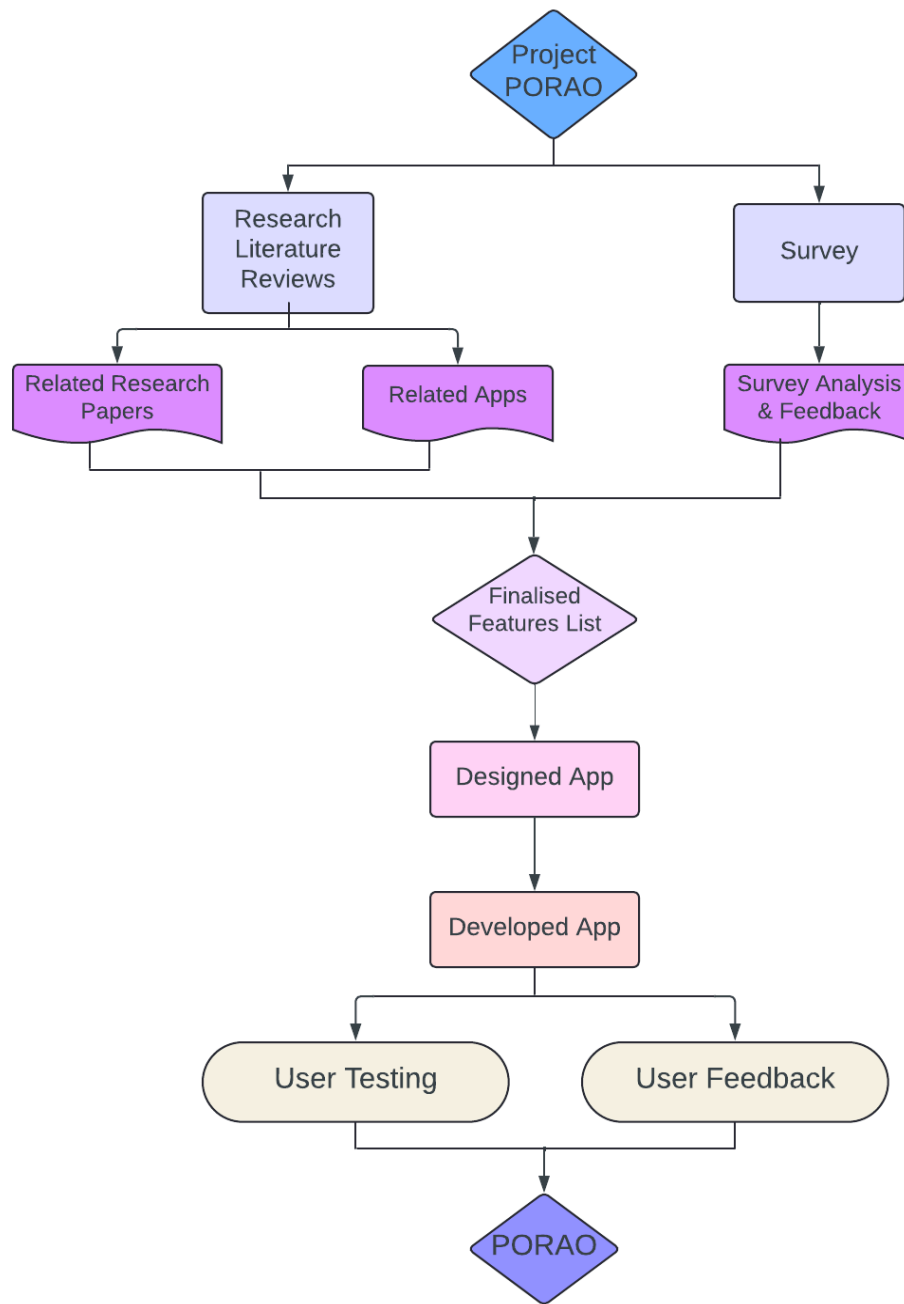 Project
PORAO
Research
Literature
Reviews
Survey
Related Research
Papers
Related Apps
Survey Analysis
& Feedback
Finalised
Features List
Designed App
Developed App
User Testing
User Feedback
PORAO